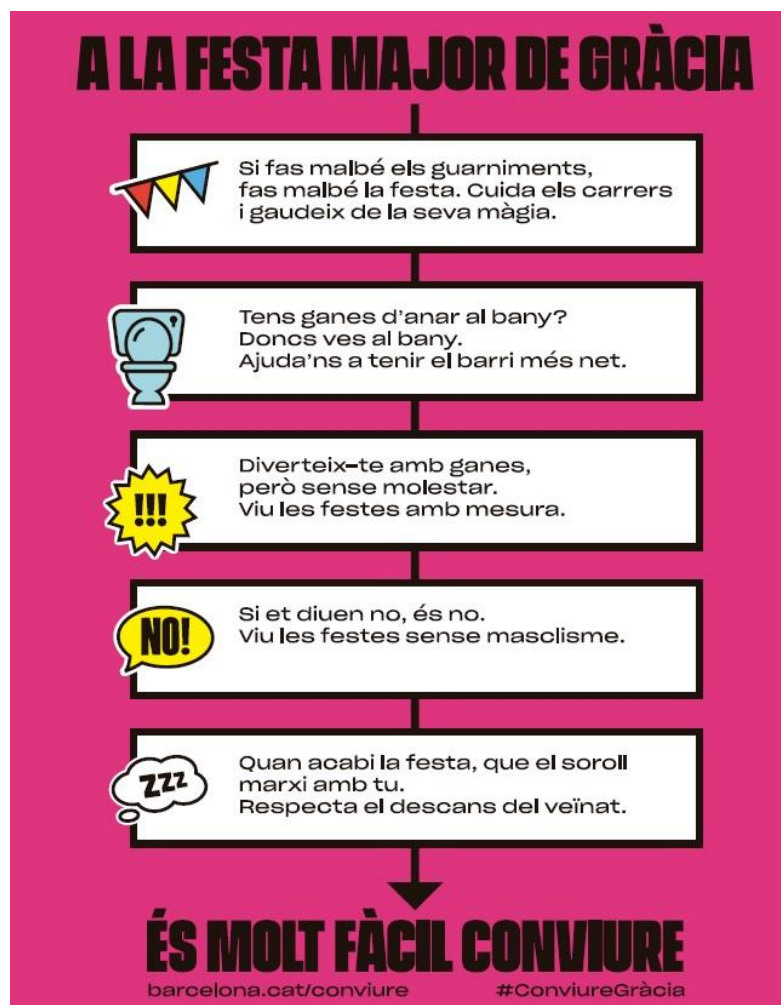 A LA FESTA MAJOR DE GRÀCIA
Si fas malbé els guarniments,
fas malbé la festa. Cuida els carrers
i gaudeix de la seva màgia.
Tens ganes d'anar al bany?
Doncs ves al bany.
Ajuda'ns a tenir el barri més net.
!!!
Diverteix-te amb ganes,
però sense molestar.
Viu les festes amb mesura.
NO!
Si et diuen no, és no.
Viu les festes sense masclisme.
zzz
Quan acabi la festa, que el soroll
marxi amb tu.
Respecta el descans del veïnat.
ÉS MOLT FÀCIL CONVIURE
barcelona.cat/conviure #ConviureGràcia